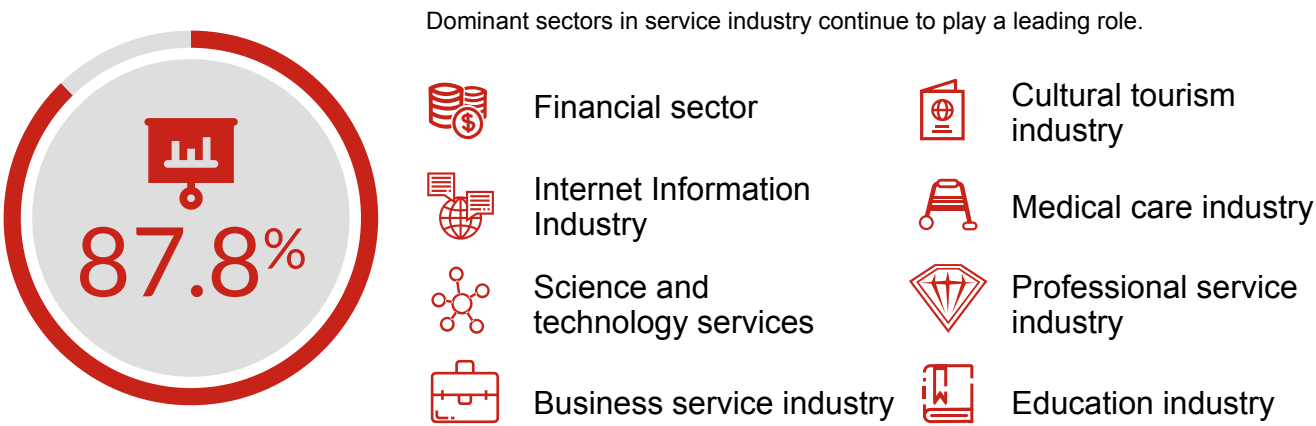 Dominant sectors in service industry continue to play a leading role.
87.8%
Financial sector
Internet Information
Industry
Science and
technology services
Business service industry
Cultural tourism
industry
Medical care industry
Professional service
industry
Education industry